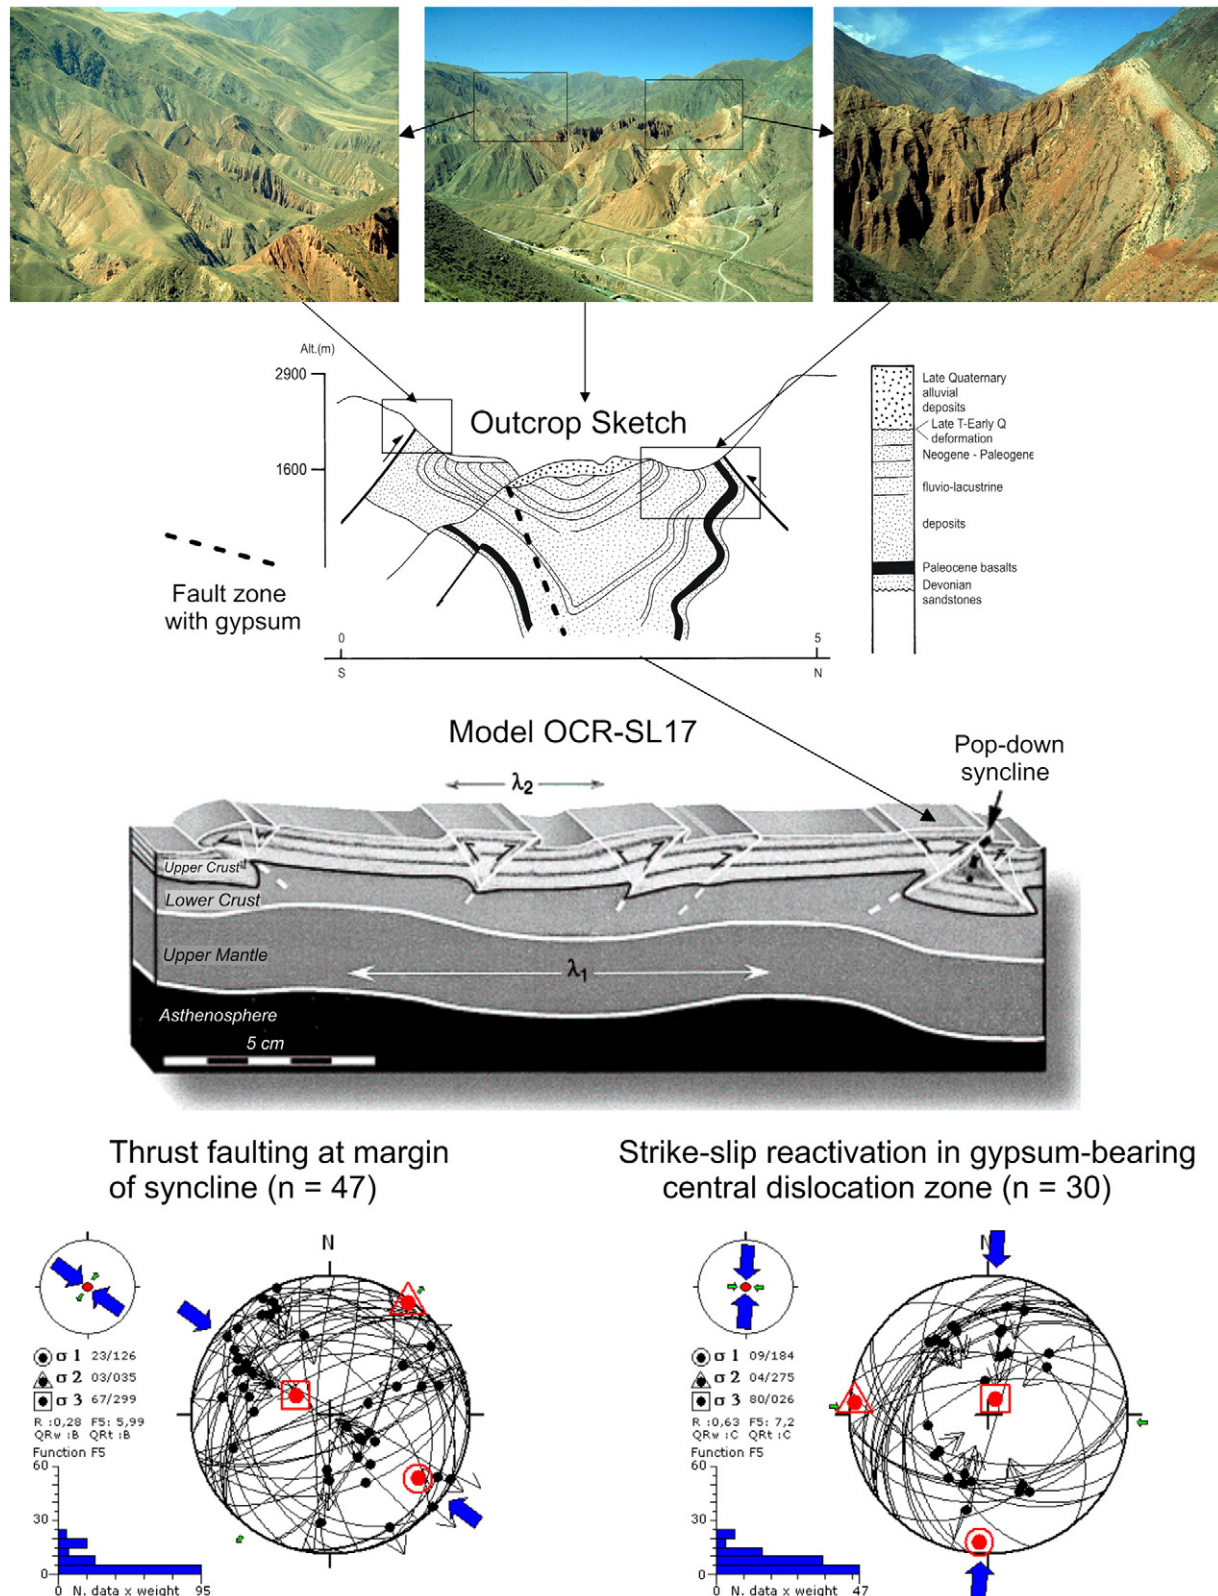 Alt.(m)
2900
1600
Outcrop Sketch
Fault zone
with gypsum
0
5
S
N
Late Quaternary
alluvial
deposits
Late T-Early Q
deformation
Neogene - Paleogene
fluvio-lacustrine
deposits
Paleocene basalts
Devonian
sandstones
Model OCR-SL17
Pop-down
syncline
λ2
Upper Crust
Lower Crust
Upper Mantle
λ1
Asthenosphere
5 cm
Thrust faulting at margin
of syncline (n = 47)
N
σ 1 23/126
σ 2 03/035
σ 3 67/299
R :0,28 F5: 5,99
QRw :B QRt :B
Function F5
60
30
0
0 N. data x weight 95
Strike-slip reactivation in gypsum-bearing
central dislocation zone (n = 30)
N
σ 1 09/184
σ 2 04/275
σ 3 80/026
R :0,63 F5: 7,2
QRw :C QRt :C
Function F5
60
30
0
0 N. data x weight 47